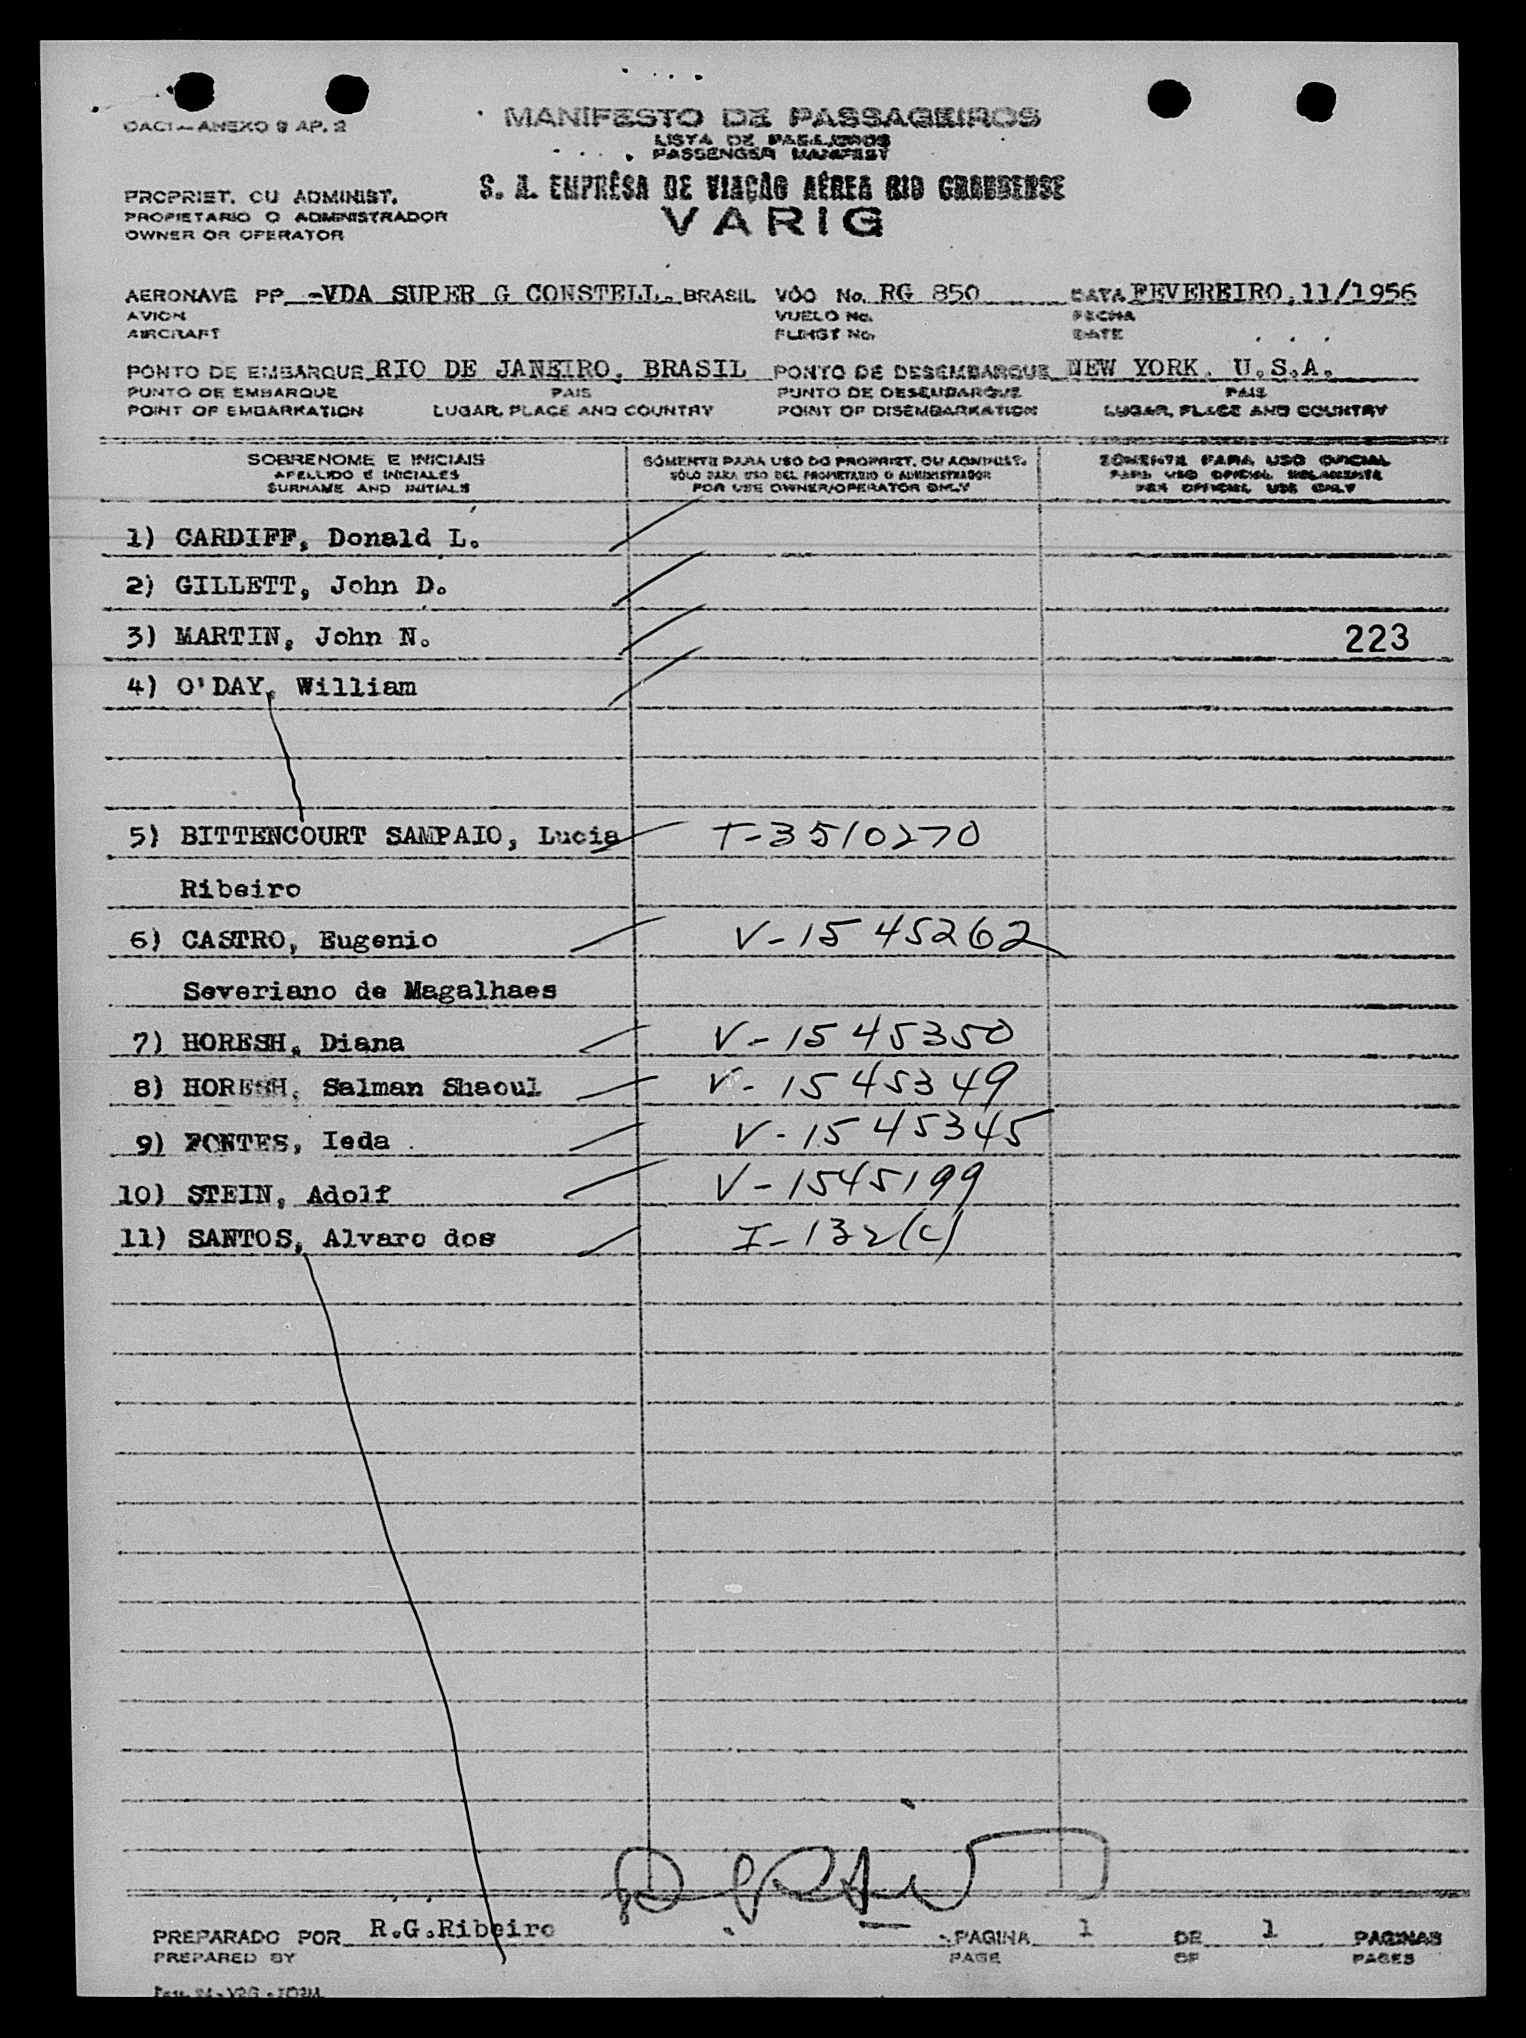 OACI — ANEXO 9 AP. 2
MANIFESTO DE PASSAGEIROS
LISTA DE PASAJEROS
PASSENGER MANIFEST
S. A. EMPRÊSA DE VIAÇÃO AÉREA RIO GRANDENSE
VARIG
PROPRIET. OU ADMINIST.
PROPIETARIO O ADMINISTRADOR
OWNER OR OPERATOR
AERONAVE PP -VDA SUPER G CONSTELL. BRASIL VÔO No. RG 850 DATA FEVEREIRO,11/1956
AVION VUELO No. FECHA
AIRCRAFT FLIHGT No. DATE
PONTO DE EMBARQUE RIO DE JANEIRO, BRASIL PONTO DE DESEMBARQUE NEW YORK, U.S.A.
PUNTO DE EMBARQUE PAIS PUNTO DE DESEMBARQUE PAIS
POINT OF EMBARKATION LUGAR, PLACE AND COUNTRY POINT OF DISEMBARKATION LUGAR, PLACE AND COUNTRY
SOBRENOME E INICIAIS SÓMENTE PARA USO DO PROPRIET. OU ADMINIST. SÓMENTE PARA USO OFICIAL
APELLIDO E INICIALES SÓLO PARA USO DEL PROPIETARIO O ADMINISTRADOR PARA USO OFICIAL SOLAMENTE
SURNAME AND INITIALS FOR USE OWNER/OPERATOR ONLY FOR OFFICIAL USE ONLY
1) CARDIFF, Donald L.
2) GILLETT, John D.
3) MARTIN, John N. 223
4) O'DAY, William
5) BITTENCOURT SAMPAIO, Lucia T-3510270
Ribeiro
6) CASTRO, Eugenio V-1545262
Severiano de Magalhaes
7) HORESH, Diana V-1545350
8) HORESH, Salman Shaoul V-1545349
9) FONTES, Ieda V-1545345
10) STEIN, Adolf V-1545199
11) SANTOS, Alvaro dos I-132(c)
PREPARADO POR R.G.Ribeiro PAGINA 1 DE 1 PAGINAS
PREPARED BY PAGE OF PAGES